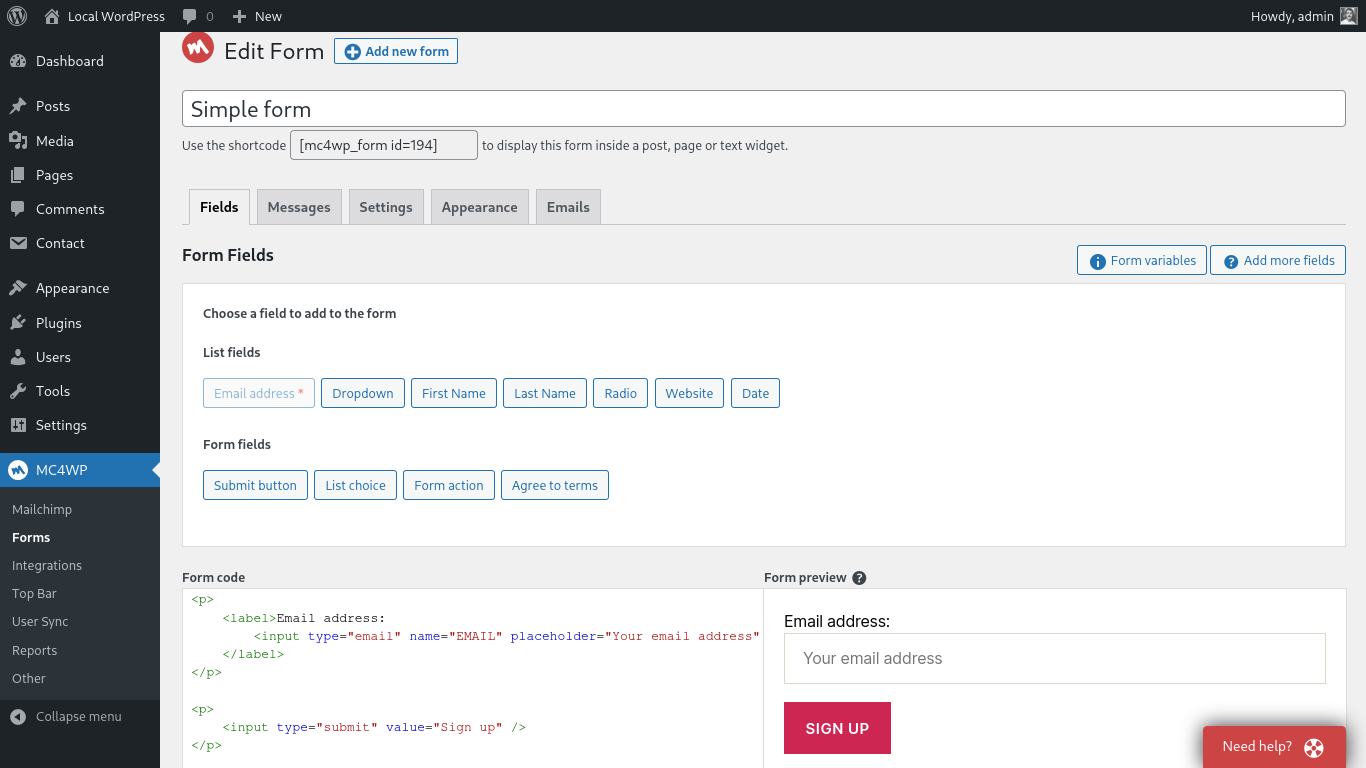 Local WordPress
0
New
Howdy, admin
Dashboard
Posts
Media
Pages
Comments
Contact
Appearance
Plugins
Users
Tools
Settings
MC4WP
Mailchimp
Forms
Integrations
Top Bar
User Sync
Reports
Other
Collapse menu
Edit Form
Add new form
Simple form
Use the shortcode [mc4wp_form id=194] to display this form inside a post, page or text widget.
Fields Messages Settings Appearance Emails
Form Fields
Form variables
Add more fields
Choose a field to add to the form
List fields
Email address * Dropdown First Name Last Name Radio Website Date
Form fields
Submit button List choice Form action Agree to terms
Form code
<p>
<label>Email address:
<input type="email" name="EMAIL" placeholder="Your email address"
</label>
</p>
<p>
<input type="submit" value="Sign up" />
</p>
Form preview
Email address:
Your email address
SIGN UP
Need help?